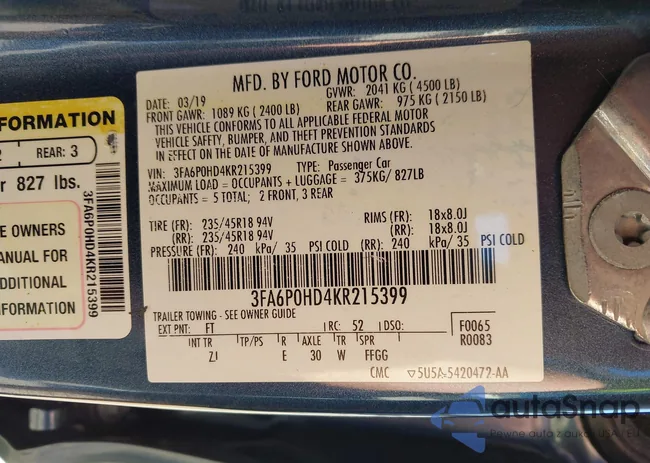 FORMATION
REAR: 3
827 lbs.
E OWNERS
ANUAL FOR
ADDITIONAL
INFORMATION
3FA6P0HD4KR215399
MFD. BY FORD MOTOR CO.
DATE: 03/19 GVWR: 2041 KG (4500 LB)
FRONT GAWR: 1089 KG (2400 LB) REAR GAWR: 975 KG (2150 LB)
THIS VEHICLE CONFORMS TO ALL APPLICABLE FEDERAL MOTOR
VEHICLE SAFETY, BUMPER, AND THEFT PREVENTION STANDARDS
IN EFFECT ON THE DATE OF MANUFACTURE SHOWN ABOVE.
VIN: 3FA6P0HD4KR215399 TYPE: Passenger Car
MAXIMUM LOAD = OCCUPANTS + LUGGAGE = 375KG/ 827LB
OCCUPANTS = 5 TOTAL; 2 FRONT, 3 REAR
TIRE (FR): 235/45R18 94V RIMS (FR): 18x8.0J
(RR): 235/45R18 94V (RR): 18x8.0J
PRESSURE (FR): 240 kPa/ 35 PSI COLD (RR): 240 kPa/ 35 PSI COLD
3FA6P0HD4KR215399
TRAILER TOWING - SEE OWNER GUIDE
EXT PNT: FT RC: 52 DSO: F0065
R0083
INT TR TP/PS R AXLE TR SPR
ZJ E 30 W FFGG
CMC ▽5U5A-5420472-AA
autoSnap
Pewne auta z aukcji USA i EU